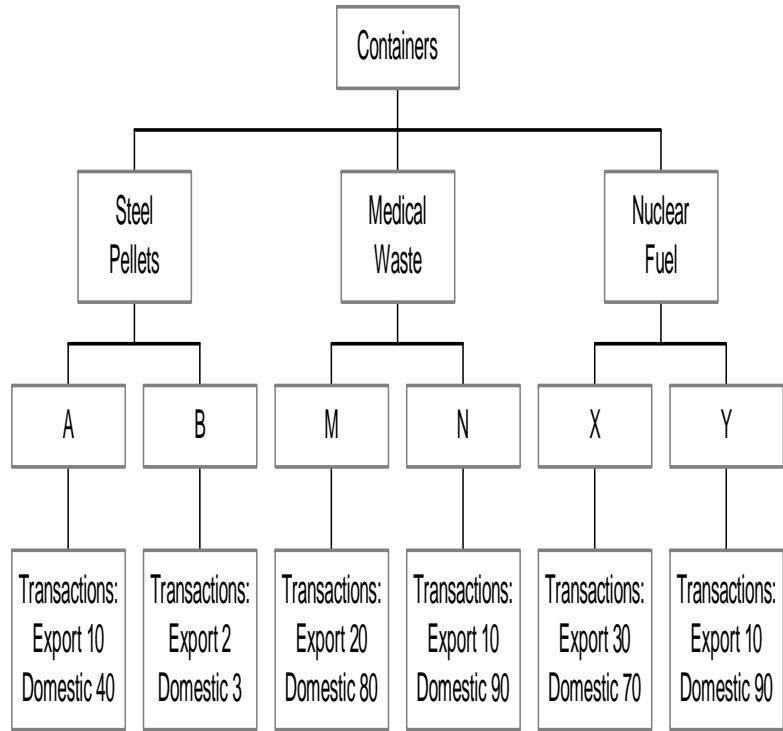 Containers
Steel
Pellets
Medical
Waste
Nuclear
Fuel
A
B
M
N
X
Y
Transactions:
Export 10
Domestic 40
Transactions:
Export 2
Domestic 3
Transactions:
Export 20
Domestic 80
Transactions:
Export 10
Domestic 90
Transactions:
Export 30
Domestic 70
Transactions:
Export 10
Domestic 90